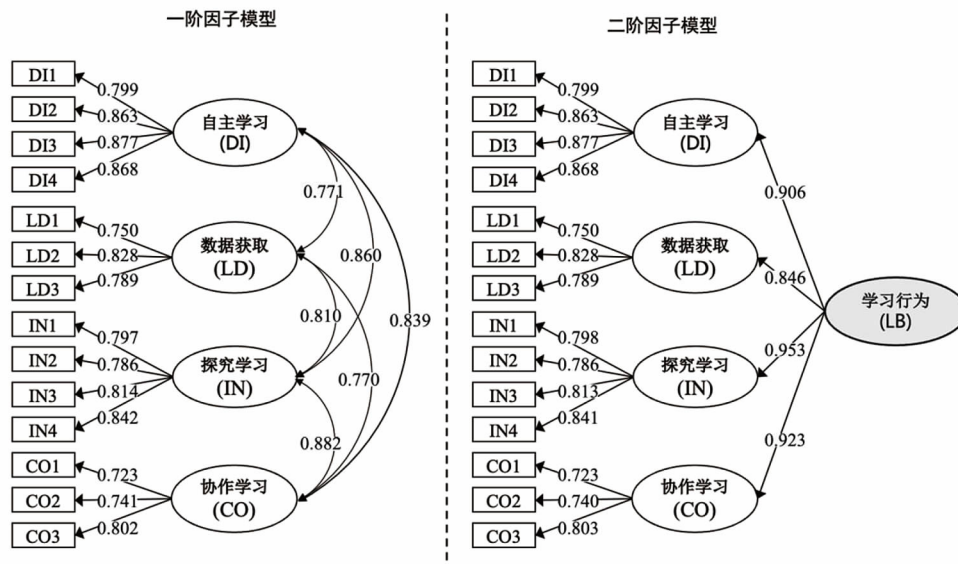 一阶因子模型
DI1
DI2
DI3
DI4
0.799
0.863
0.877
0.868
自主学习
(DI)
LD1
LD2
LD3
0.750
0.828
0.789
数据获取
(LD)
IN1
IN2
IN3
IN4
0.797
0.786
0.814
0.842
探究学习
(IN)
CO1
CO2
CO3
0.723
0.741
0.802
协作学习
(CO)
0.771
0.860
0.810
0.839
0.770
0.882
二阶因子模型
DI1
DI2
DI3
DI4
0.799
0.863
0.877
0.868
自主学习
(DI)
LD1
LD2
LD3
0.750
0.828
0.789
数据获取
(LD)
IN1
IN2
IN3
IN4
0.798
0.786
0.813
0.841
探究学习
(IN)
CO1
CO2
CO3
0.723
0.740
0.803
协作学习
(CO)
0.906
0.846
0.953
0.923
学习行为
(LB)